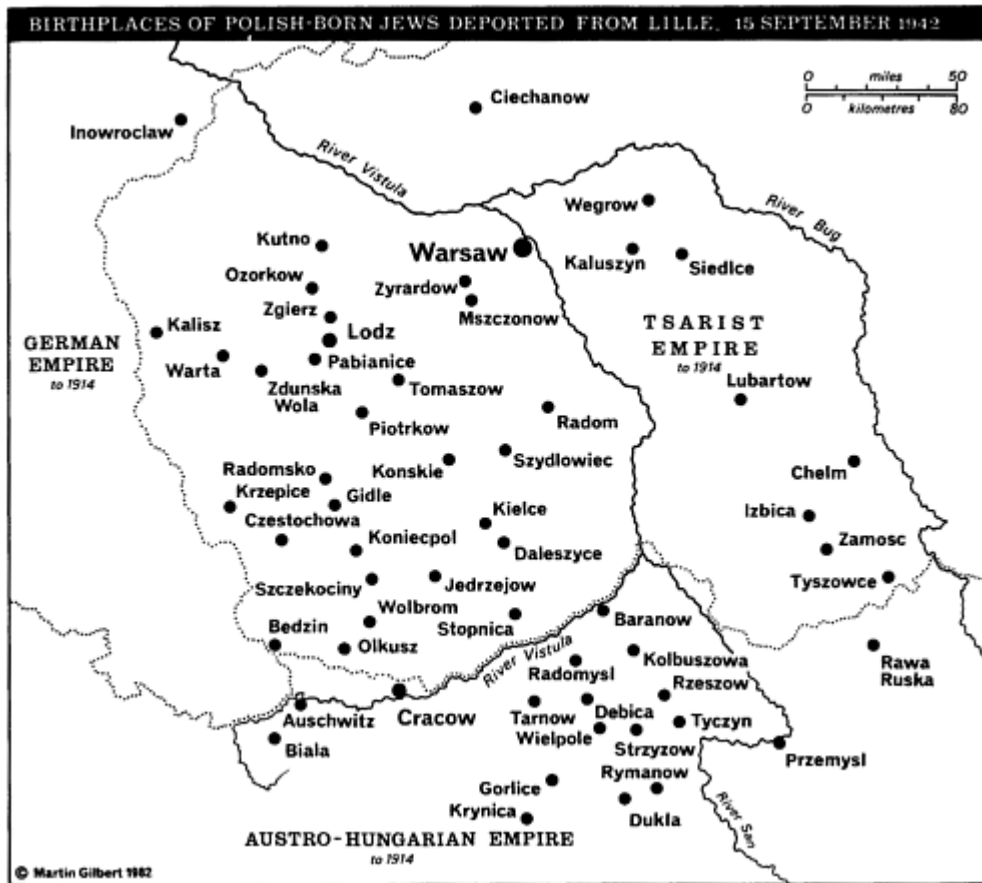 BIRTHPLACES OF POLISH-BORN JEWS DEPORTED FROM LILLE, 15 SEPTEMBER 1942
0 miles 50
0 kilometres 80
Ciechanow
Inowroclaw
River Vistula
River Bug
Wegrow
Kutno
Warsaw
Kaluszyn
Siedlce
Ozorkow
Zyrardow
Zgierz
Mszczonow
Kalisz
Lodz
GERMAN
EMPIRE
to 1914
TSARIST
EMPIRE
to 1914
Warta
Pabianice
Zdunska
Wola
Tomaszow
Lubartow
Piotrkow
Radom
Szydlowiec
Konskie
Chelm
Radomsko
Krzepice
Gidle
Czestochowa
Kielce
Izbica
Koniecpol
Daleszyce
Zamosc
Szczekociny
Jedrzejow
Tyszowce
Wolbrom
Stopnica
Baranow
Bedzin
Olkusz
River Vistula
Kolbuszowa
Rawa
Ruska
Radomysl
Rzeszow
Auschwitz
Cracow
Tarnow
Debica
Tyczyn
Wielpole
Biala
Strzyzow
Przemysl
Rymanow
Gorlice
Krynica
Dukla
River San
AUSTRO-HUNGARIAN EMPIRE
to 1914
© Martin Gilbert 1982